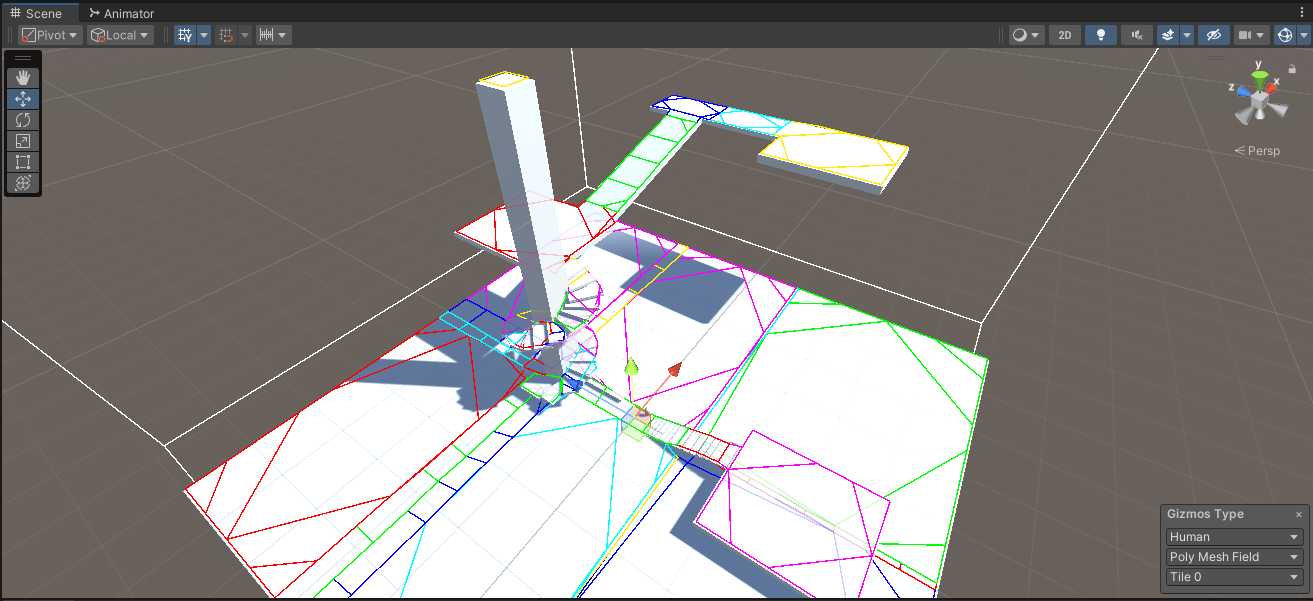 Scene
Animator
Pivot
Local
2D
y
x
z
Persp
Gizmos Type
Human
Poly Mesh Field
Tile 0